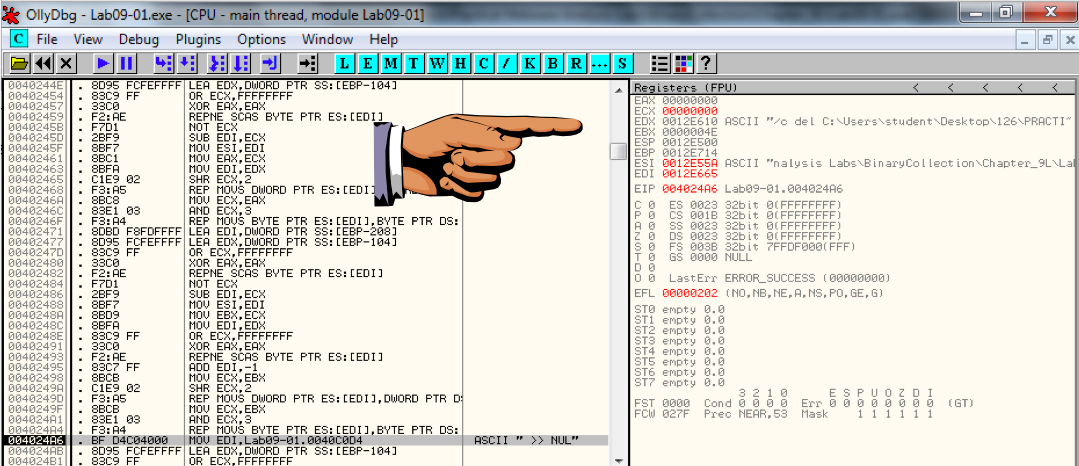 OllyDbg - Lab09-01.exe - [CPU - main thread, module Lab09-01]
C File View Debug Plugins Options Window Help
L E M T W H C / K B R ... S ?
0040244E . 8D95 FCFEFFFF LEA EDX,DWORD PTR SS:[EBP-104]
00402454 . 83C9 FF OR ECX,FFFFFFFF
00402457 . 33C0 XOR EAX,EAX
00402459 . F2:AE REPNE SCAS BYTE PTR ES:[EDI]
0040245B . F7D1 NOT ECX
0040245D . 2BF9 SUB EDI,ECX
0040245F . 8BF7 MOV ESI,EDI
00402461 . 8BC1 MOV EAX,ECX
00402463 . 8BFA MOV EDI,EDX
00402465 . C1E9 02 SHR ECX,2
00402468 . F3:A5 REP MOVS DWORD PTR ES:[EDI]
0040246A . 8BC8 MOV ECX,EAX
0040246C . 83E1 03 AND ECX,3
0040246F . F3:A4 REP MOVS BYTE PTR ES:[EDI],BYTE PTR DS:
00402471 . 8DBD F8FDFFFF LEA EDI,DWORD PTR SS:[EBP-208]
00402477 . 8D95 FCFEFFFF LEA EDX,DWORD PTR SS:[EBP-104]
0040247D . 83C9 FF OR ECX,FFFFFFFF
00402480 . 33C0 XOR EAX,EAX
00402482 . F2:AE REPNE SCAS BYTE PTR ES:[EDI]
00402484 . F7D1 NOT ECX
00402486 . 2BF9 SUB EDI,ECX
00402488 . 8BF7 MOV ESI,EDI
0040248A . 8BD9 MOV EBX,ECX
0040248C . 8BFA MOV EDI,EDX
0040248E . 83C9 FF OR ECX,FFFFFFFF
00402491 . 33C0 XOR EAX,EAX
00402493 . F2:AE REPNE SCAS BYTE PTR ES:[EDI]
00402495 . 83C7 FF ADD EDI,-1
00402498 . 8BCB MOV ECX,EBX
0040249A . C1E9 02 SHR ECX,2
0040249D . F3:A5 REP MOVS DWORD PTR ES:[EDI],DWORD PTR D
0040249F . 8BCB MOV ECX,EBX
004024A1 . 83E1 03 AND ECX,3
004024A4 . F3:A4 REP MOVS BYTE PTR ES:[EDI],BYTE PTR DS:
004024A6 . BF D4C04000 MOV EDI,Lab09-01.0040C0D4 ASCII " >> NUL"
004024AB . 8D95 FCFEFFFF LEA EDX,DWORD PTR SS:[EBP-104]
004024B1 . 83C9 FF OR ECX,FFFFFFFF
Registers (FPU) < < < < <
EAX 00000000
ECX 00000000
EDX 0012E610 ASCII "/c del C:\Users\student\Desktop\126\PRACTI"
EBX 0000004E
ESP 0012E500
EBP 0012E714
ESI 0012E55A ASCII "nalysis Labs\BinaryCollection\Chapter_9L\Lab
EDI 0012E665
EIP 004024A6 Lab09-01.004024A6
C 0 ES 0023 32bit 0(FFFFFFFF)
P 0 CS 001B 32bit 0(FFFFFFFF)
A 0 SS 0023 32bit 0(FFFFFFFF)
Z 0 DS 0023 32bit 0(FFFFFFFF)
S 0 FS 003B 32bit 7FFDF000(FFF)
T 0 GS 0000 NULL
D 0
O 0 LastErr ERROR_SUCCESS (00000000)
EFL 00000202 (NO,NB,NE,A,NS,PO,GE,G)
ST0 empty 0.0
ST1 empty 0.0
ST2 empty 0.0
ST3 empty 0.0
ST4 empty 0.0
ST5 empty 0.0
ST6 empty 0.0
ST7 empty 0.0
3 2 1 0 E S P U O Z D I
FST 0000 Cond 0 0 0 0 Err 0 0 0 0 0 0 0 0 (GT)
FCW 027F Prec NEAR,53 Mask 1 1 1 1 1 1